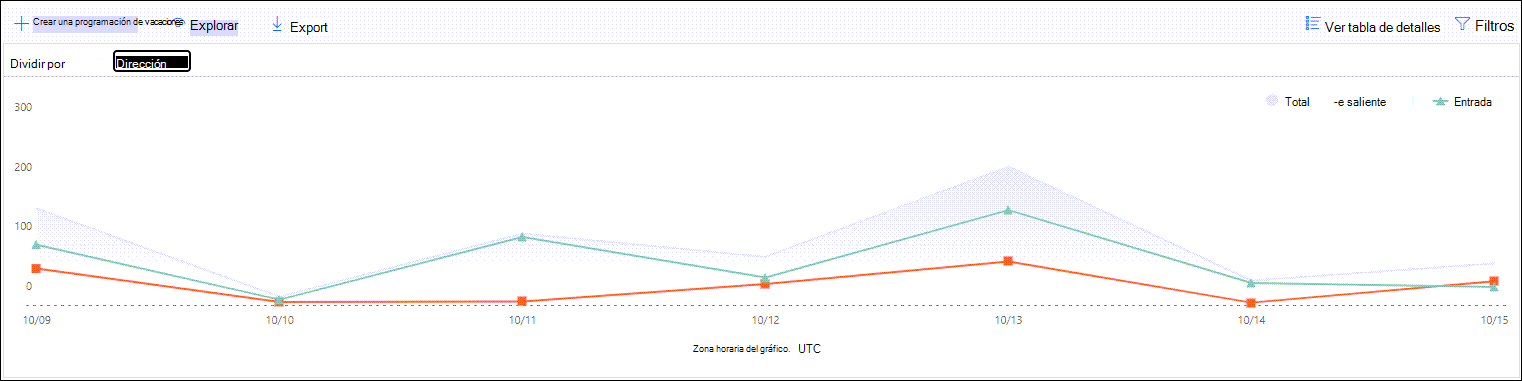 Crear una programación de vacaciones Explorar Export Ver tabla de detalles Filtros
Dividir por Dirección
Total -e saliente Entrada
300
200
100
0
10/09 10/10 10/11 10/12 10/13 10/14 10/15
Zona horaria del gráfico. UTC